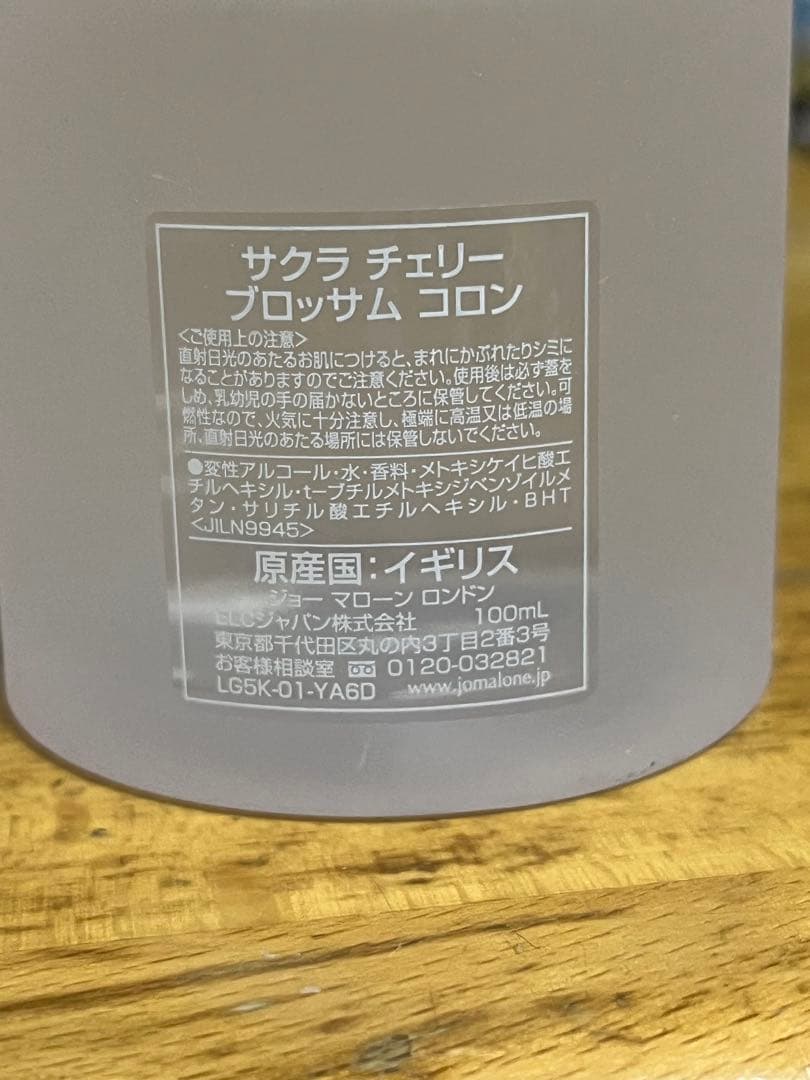 サクラ チェリー
ブロッサム コロン
<ご使用上の注意>
直射日光のあたるお肌につけると、まれにかぶれたりシミに
なることがありますのでご注意ください。使用後は必ず蓋を
しめ、乳幼児の手の届かないところに保管してください。可
燃性なので、火気に十分注意し、極端に高温又は低温の場
所、直射日光のあたる場所には保管しないでください。
●変性アルコール・水・香料・メトキシケイヒ酸エ
チルヘキシル・t-ブチルメトキシジベンゾイルメ
タン・サリチル酸エチルヘキシル・BHT
<JILN9945>
原産国：イギリス
ジョー マローン ロンドン
ELCジャパン株式会社 100mL
東京都千代田区丸の内3丁目2番3号
お客様相談室 0120-032821
LG5K-01-YA6D www.jomalone.jp